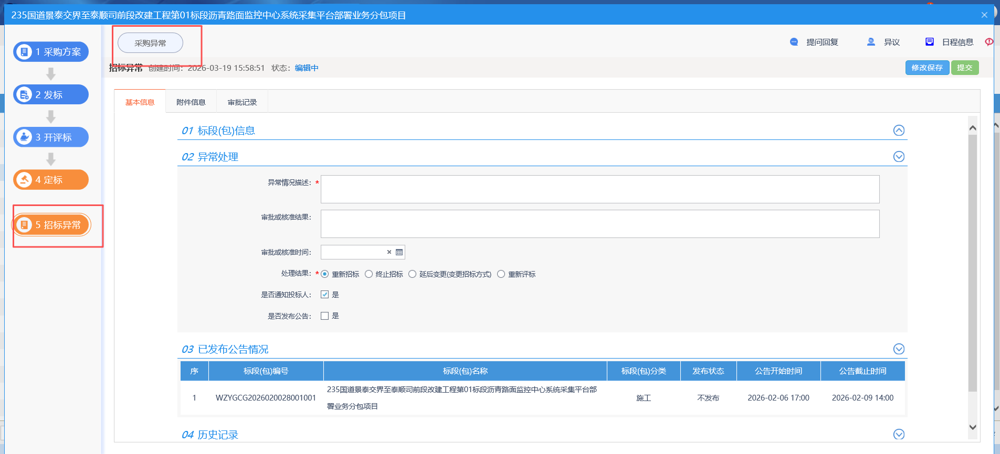 235国道景泰交界至泰顺司前段改建工程第01标段沥青路面监控中心系统采集平台部署业务分包项目
1 采购方案
2 发标
3 开评标
4 定标
5 招标异常
采购异常
提问回复
异议
日程信息
招标异常 创建时间：2026-03-19 15:58:51 状态：编辑中
修改保存
提交
基本信息
附件信息
审批记录
01 标段(包)信息
02 异常处理
异常情况描述：*
审批或核准结果：
审批或核准时间：
处理结果：* 重新招标 终止招标 延后变更(变更招标方式) 重新评标
是否通知投标人： 是
是否发布公告： 是
03 已发布公告情况
序 标段(包)编号 标段(包)名称 标段(包)分类 发布状态 公告开始时间 公告截止时间
1 WZYGCG2026020028001001 235国道景泰交界至泰顺司前段改建工程第01标段沥青路面监控中心系统采集平台部
署业务分包项目 施工 不发布 2026-02-06 17:00 2026-02-09 14:00
04 历史记录